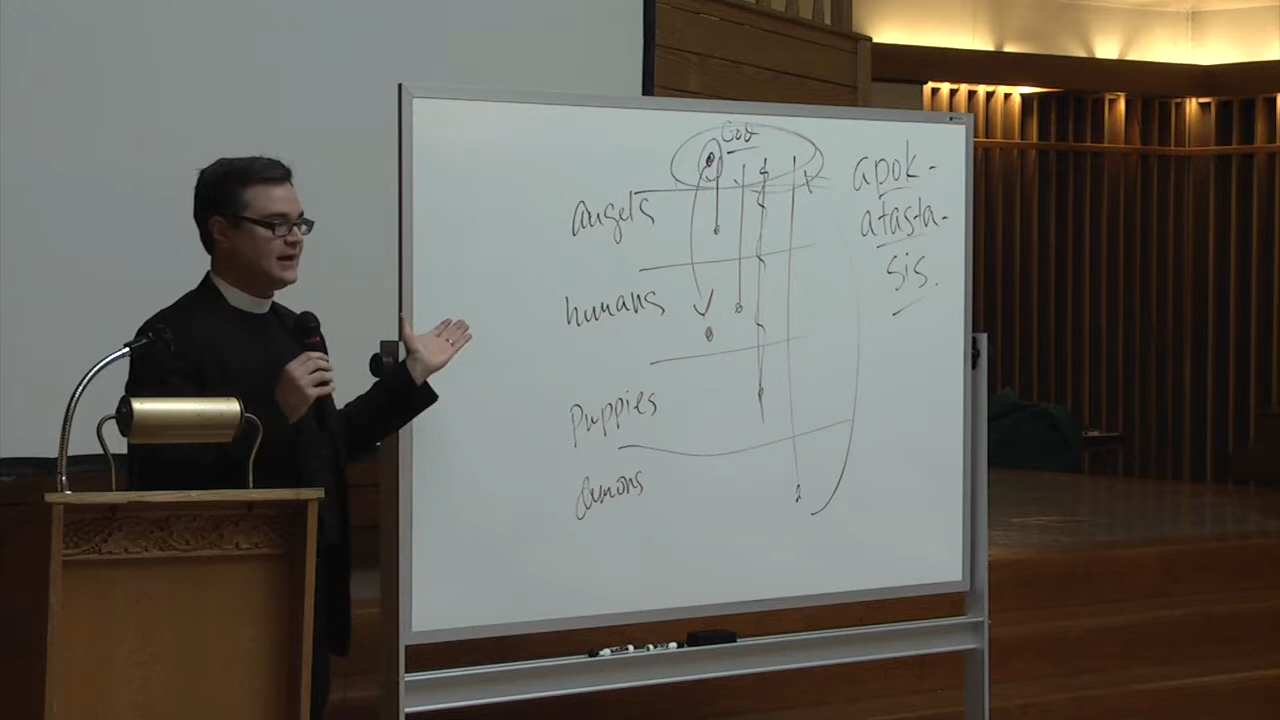 God
angels
humans
puppies
demons
apok-
atasta-
sis.